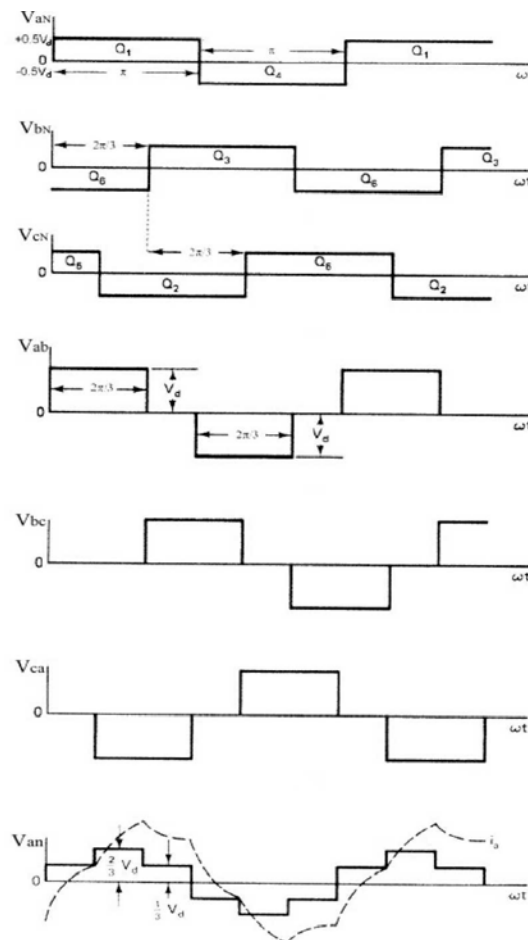 VaN
+0.5Vd
0
-0.5Vd
Q1
π
Q4
π
Q1
ωt
VbN
0
2π/3
Q6
Q3
Q6
Q3
ωt
VcN
0
Q5
Q2
2π/3
Q5
Q2
ωt
Vab
0
2π/3
Vd
2π/3
Vd
ωt
Vbc
0
ωt
Vca
0
ωt
Van
0
2/3 Vd
1/3 Vd
ia
ωt